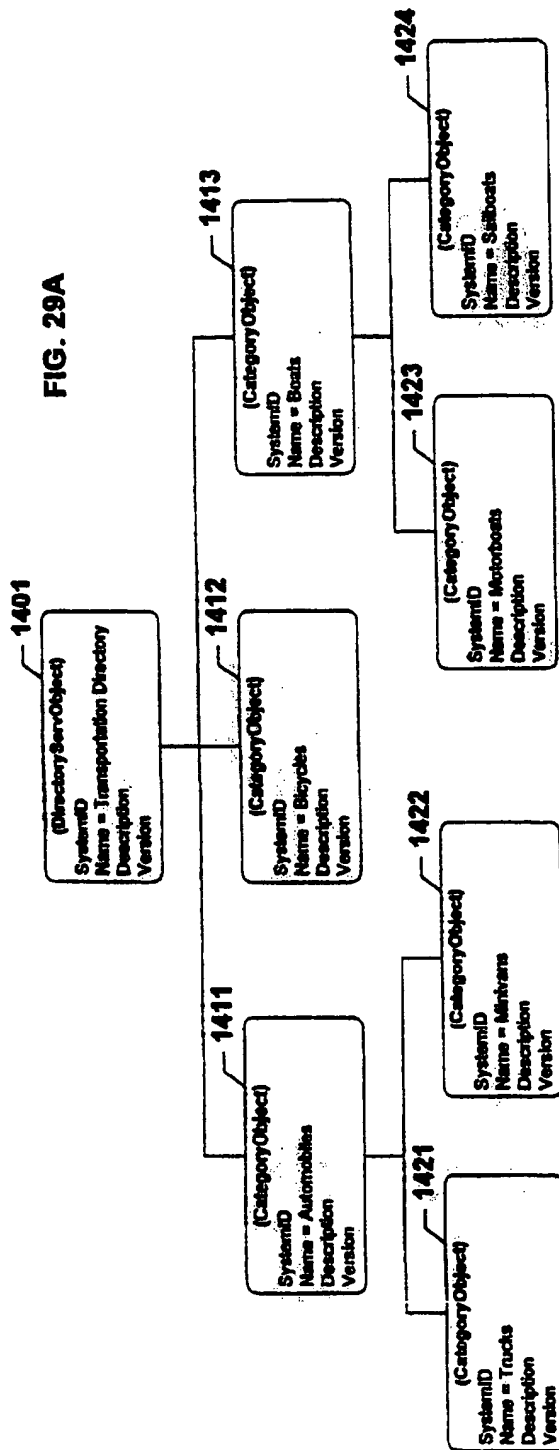 FIG. 29A
1401
(DirectoryServObject)
SystemID
Name = Transportation Directory
Description
Version
1411
(CategoryObject)
SystemID
Name = Automobiles
Description
Version
1412
(CategoryObject)
SystemID
Name = Bicycles
Description
Version
1413
(CategoryObject)
SystemID
Name = Boats
Description
Version
1421
(CategoryObject)
SystemID
Name = Trucks
Description
Version
1422
(CategoryObject)
SystemID
Name = Minivans
Description
Version
1423
(CategoryObject)
SystemID
Name = Motorboats
Description
Version
1424
(CategoryObject)
SystemID
Name = Sailboats
Description
Version